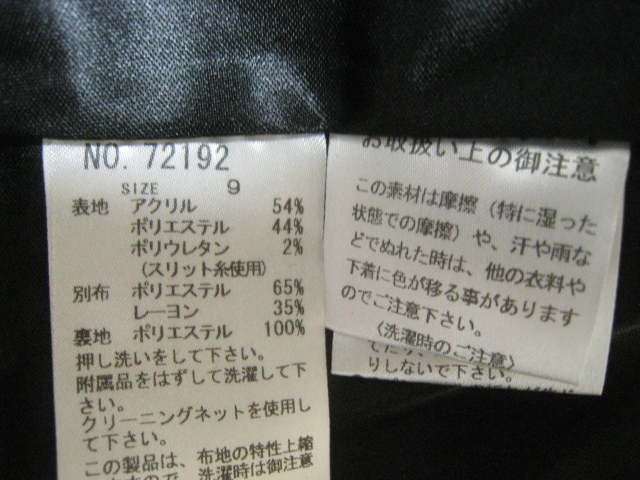 NO. 72192
SIZE 9
表地 アクリル 54%
ポリエステル 44%
ポリウレタン 2%
(スリット糸使用)
別布 ポリエステル 65%
レーヨン 35%
裏地 ポリエステル 100%
押し洗いをして下さい。
附属品をはずして洗濯して下
さい。
クリーニングネットを使用し
て下さい。
この製品は、布地の特性上縮
洗濯時は御注意
お取扱い上の御注意
この素材は摩擦（特に湿った
状態での摩擦）や、汗や雨な
どでぬれた時は、他の衣料や
下着に色が移る事があります
のでご注意下さい。
〈洗濯時のご注意〉
りしないで下さい。